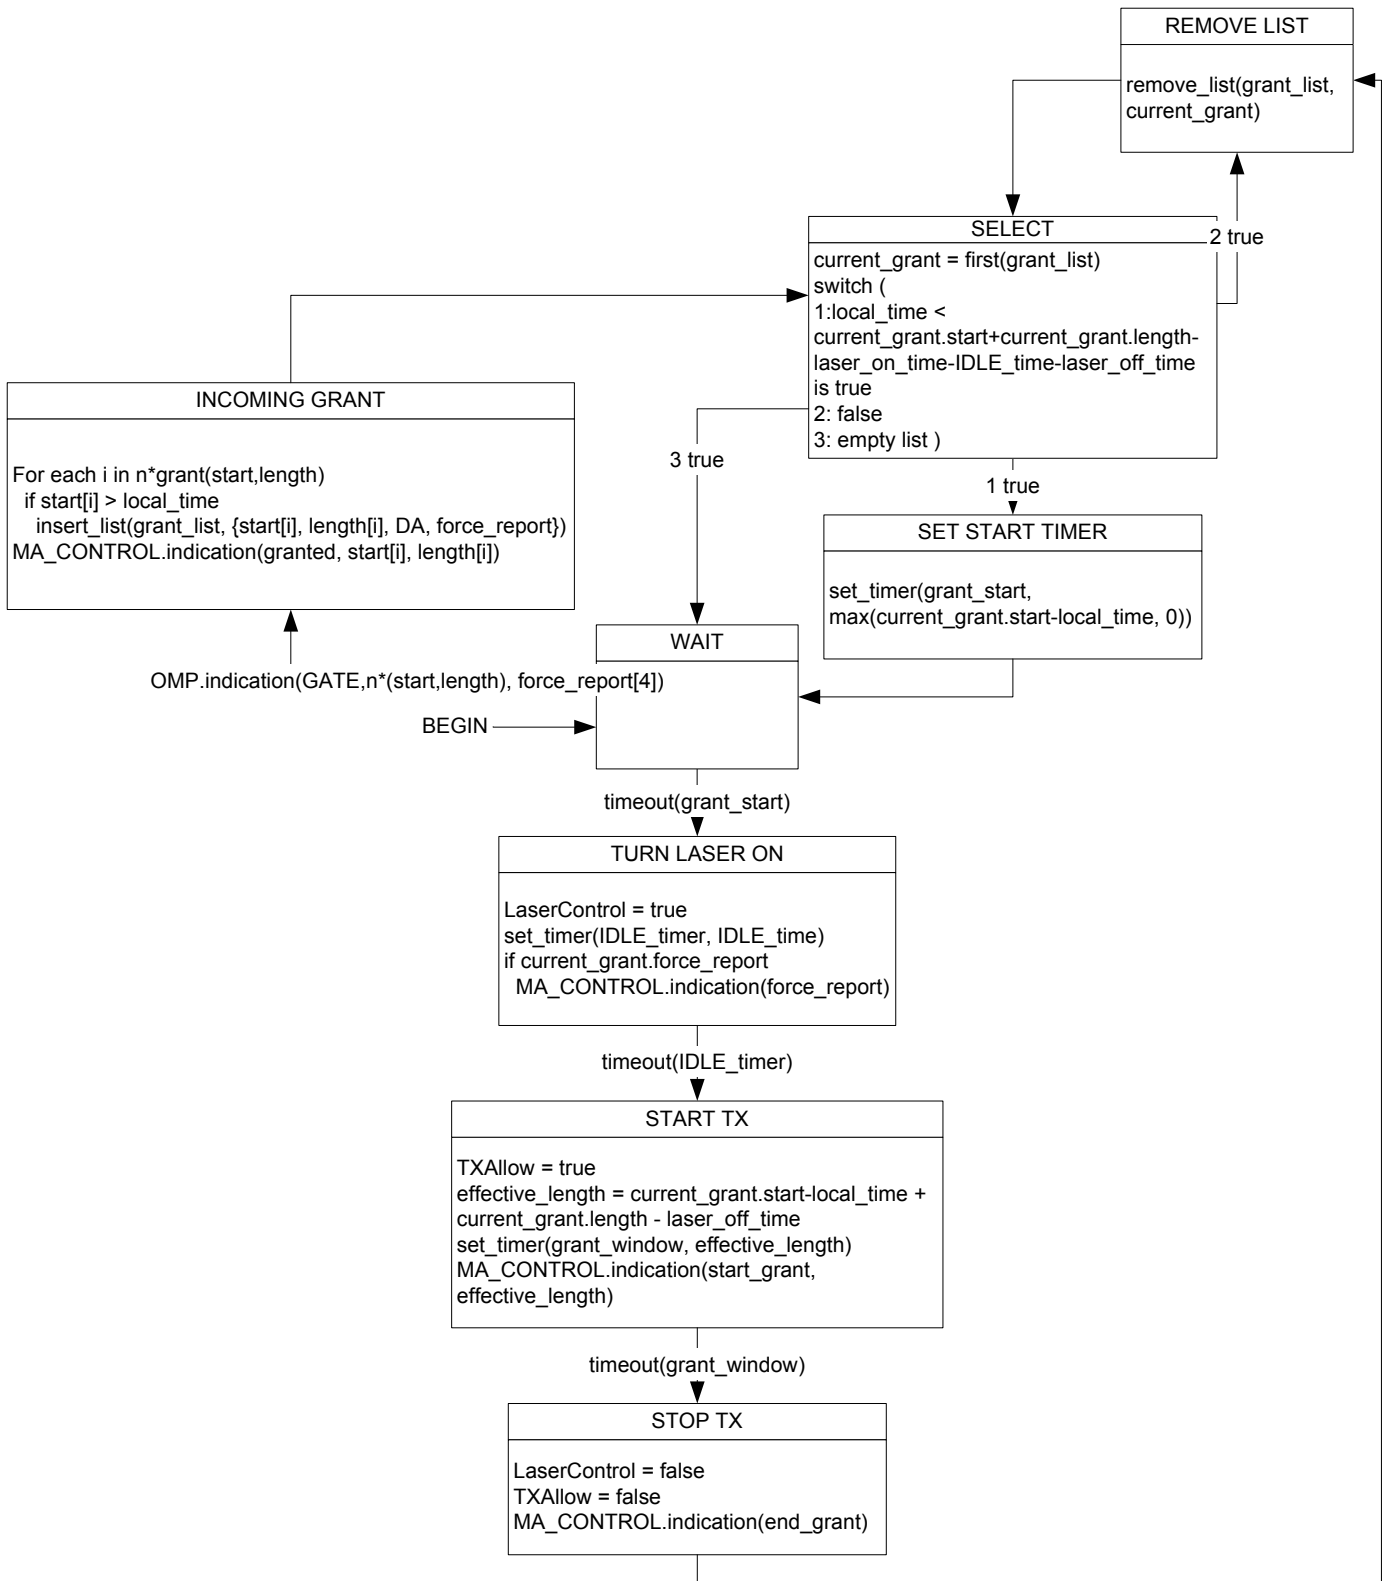 REMOVE LIST
remove_list(grant_list,
current_grant)
SELECT
2 true
current_grant = first(grant_list)
switch (
1:local_time <
current_grant.start+current_grant.length-
laser_on_time-IDLE_time-laser_off_time
is true
2: false
3: empty list )
INCOMING GRANT
For each i in n*grant(start,length)
if start[i] > local_time
insert_list(grant_list, {start[i], length[i], DA, force_report})
MA_CONTROL.indication(granted, start[i], length[i])
3 true
1 true
SET START TIMER
set_timer(grant_start,
max(current_grant.start-local_time, 0))
WAIT
OMP.indication(GATE,n*(start,length), force_report[4])
BEGIN
timeout(grant_start)
TURN LASER ON
LaserControl = true
set_timer(IDLE_timer, IDLE_time)
if current_grant.force_report
MA_CONTROL.indication(force_report)
timeout(IDLE_timer)
START TX
TXAllow = true
effective_length = current_grant.start-local_time +
current_grant.length - laser_off_time
set_timer(grant_window, effective_length)
MA_CONTROL.indication(start_grant,
effective_length)
timeout(grant_window)
STOP TX
LaserControl = false
TXAllow = false
MA_CONTROL.indication(end_grant)